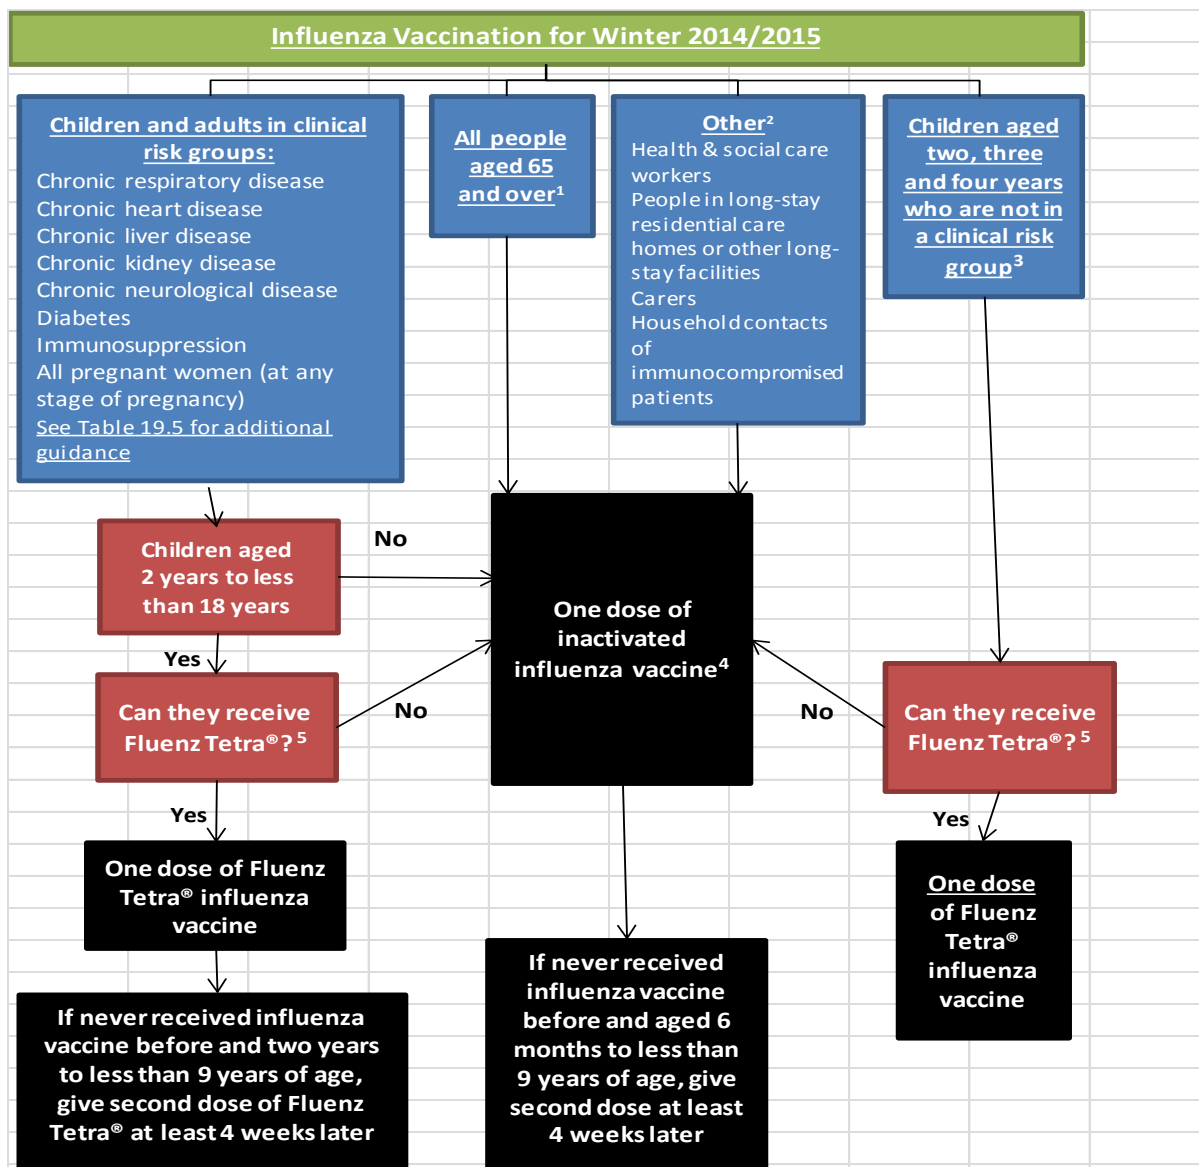 Influenza Vaccination for Winter 2014/2015
Children and adults in clinical
risk groups:
Chronic respiratory disease
Chronic heart disease
Chronic liver disease
Chronic kidney disease
Chronic neurological disease
Diabetes
Immunosuppression
All pregnant women (at any
stage of pregnancy)
See Table 19.5 for additional
guidance
All people
aged 65
and over¹
Other²
Health & social care
workers
People in long-stay
residential care
homes or other long-
stay facilities
Carers
Household contacts
of
immunocompromised
patients
Children aged
two, three
and four years
who are not in
a clinical risk
group³
Children aged
2 years to less
than 18 years
No
Yes
Can they receive
Fluenz Tetra®? ⁵
No
Yes
One dose of Fluenz
Tetra® influenza
vaccine
If never received influenza
vaccine before and two years
to less than 9 years of age,
give second dose of Fluenz
Tetra® at least 4 weeks later
One dose of
inactivated
influenza vaccine⁴
If never received
influenza vaccine
before and aged 6
months to less than
9 years of age, give
second dose at least
4 weeks later
No
Can they receive
Fluenz Tetra®? ⁵
Yes
One dose
of Fluenz
Tetra®
influenza
vaccine